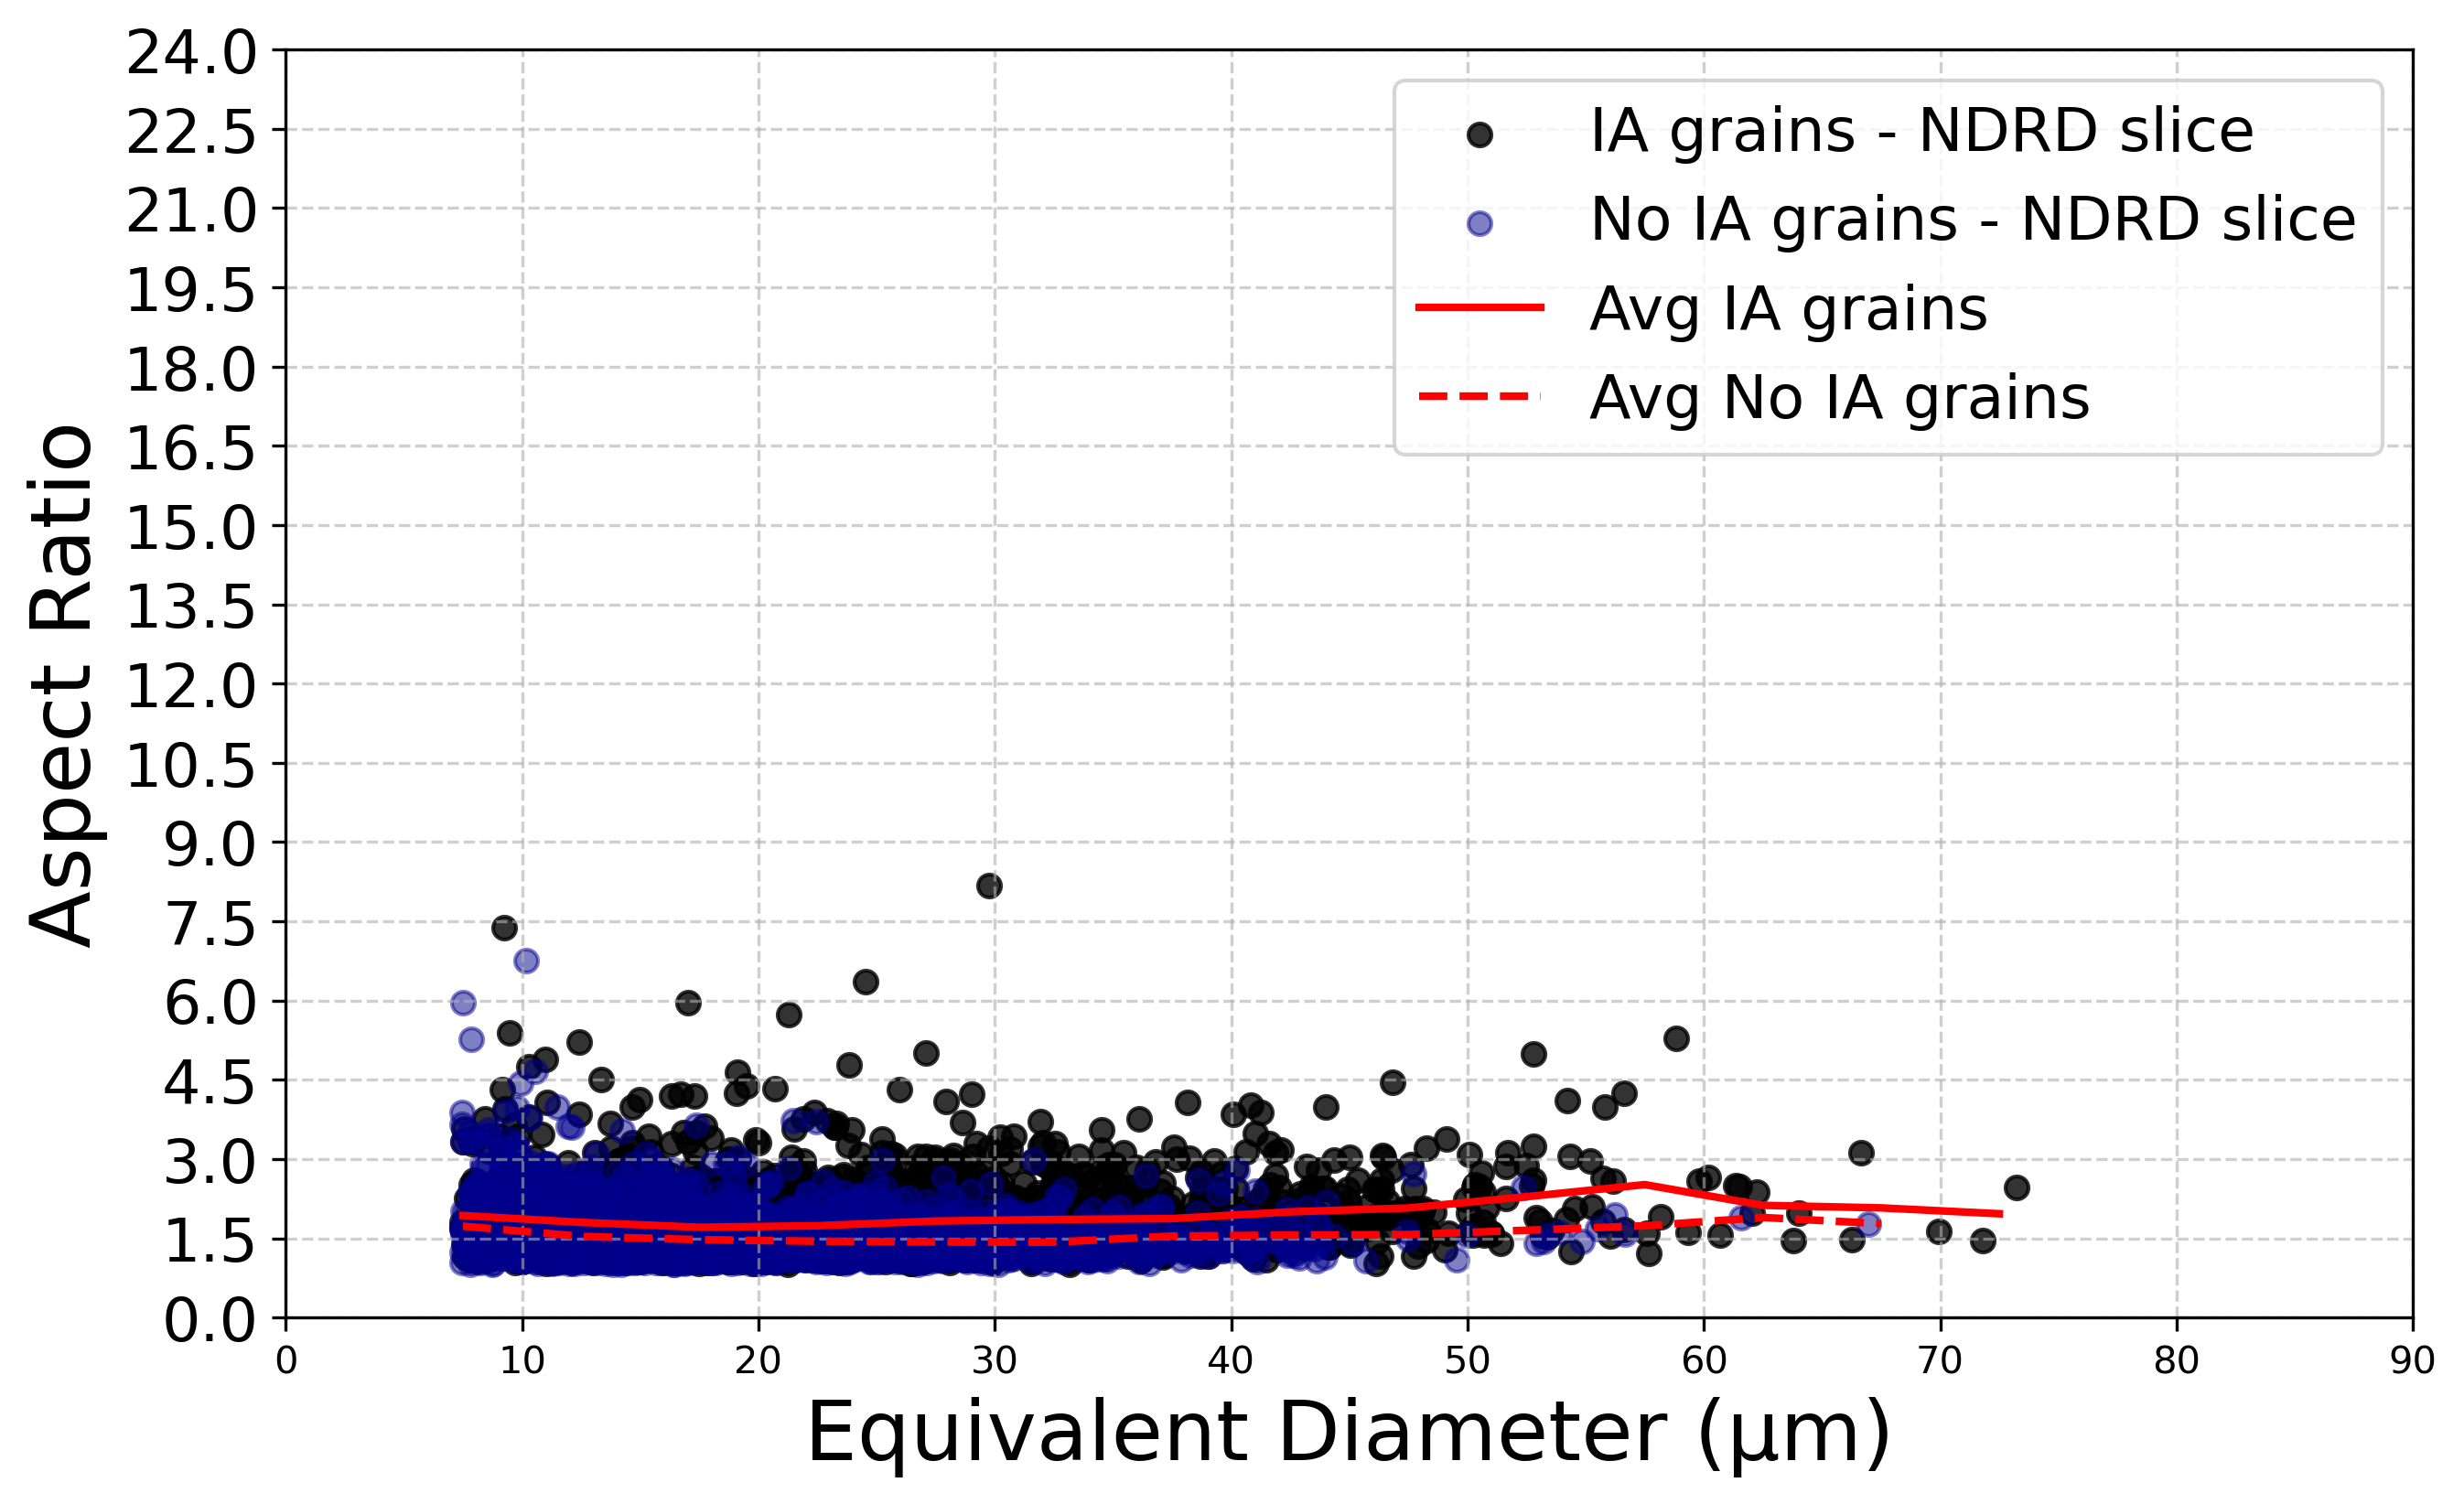 24.0
22.5
21.0
19.5
18.0
16.5
15.0
13.5
12.0
10.5
9.0
7.5
6.0
4.5
3.0
1.5
0.0
Aspect Ratio
IA grains - NDRD slice
No IA grains - NDRD slice
Avg IA grains
Avg No IA grains
0 10 20 30 40 50 60 70 80 90
Equivalent Diameter (μm)